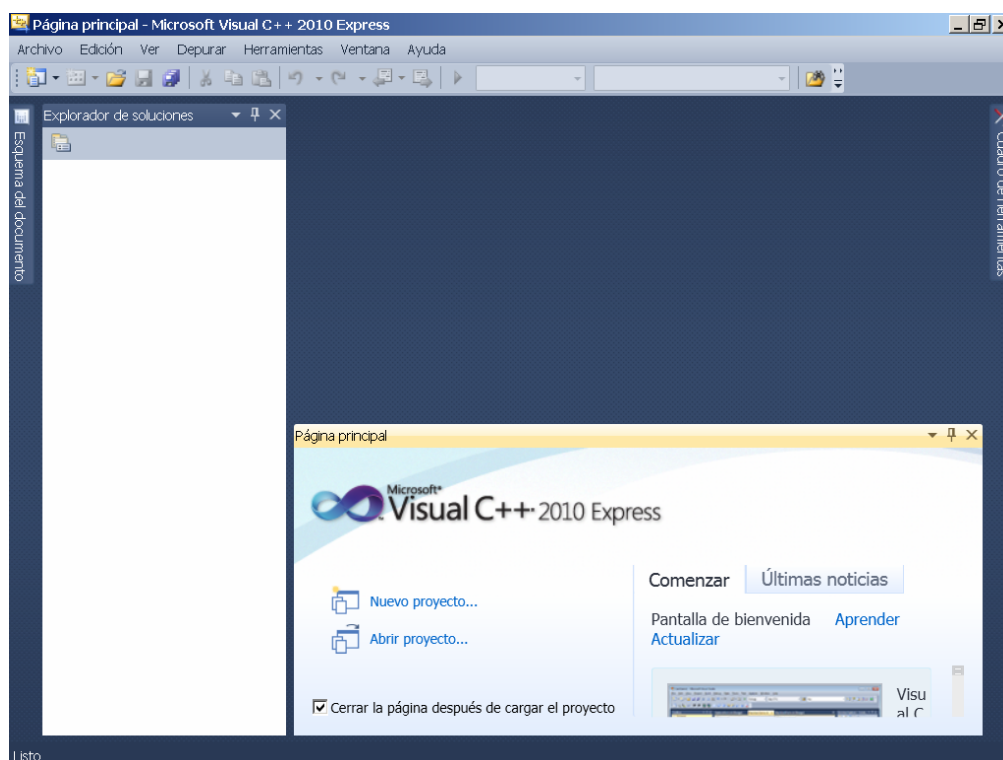 Página principal - Microsoft Visual C++ 2010 Express
Archivo Edición Ver Depurar Herramientas Ventana Ayuda
Esquema del documento
Explorador de soluciones
Cuadro de herramientas
Página principal
Microsoft®
Visual C++ 2010 Express
Nuevo proyecto...
Abrir proyecto...
Cerrar la página después de cargar el proyecto
Comenzar Últimas noticias
Pantalla de bienvenida Aprender
Actualizar
Visu
al C
Listo